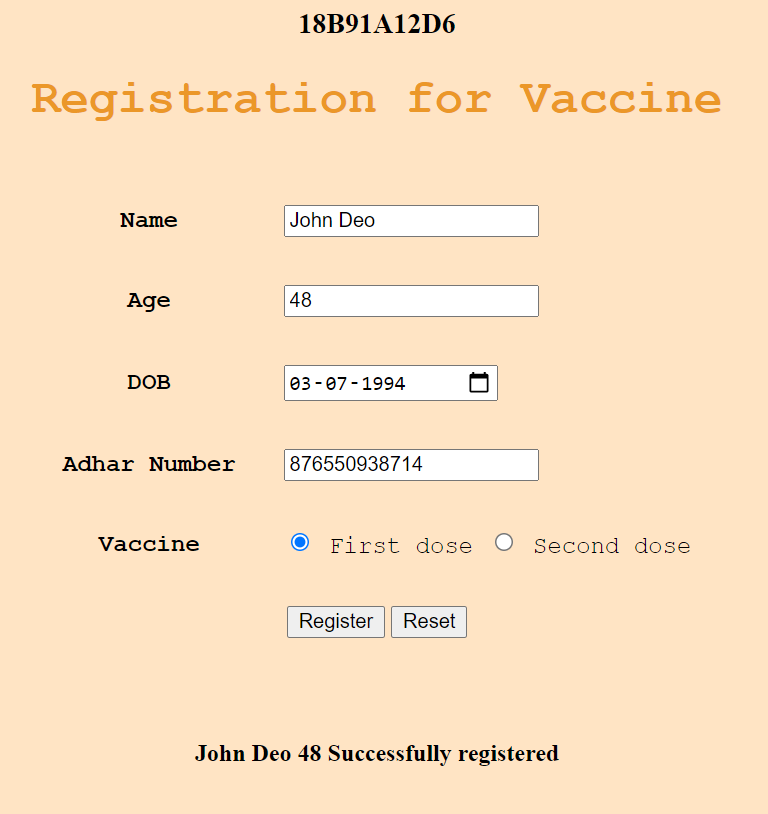 18B91A12D6
Registration for Vaccine
Name John Deo
Age 48
DOB 03-07-1994
Adhar Number 876550938714
Vaccine First dose Second dose
Register Reset
John Deo 48 Successfully registered